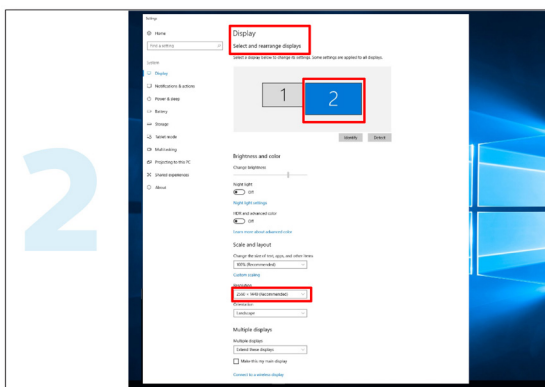 2
Settings
Home
Find a setting
System
Display
Notifications & actions
Power & sleep
Battery
Storage
Tablet mode
Multitasking
Projecting to this PC
Shared experiences
About
Display
Select and rearrange displays
Select a display below to change its settings. Some settings are applied to all displays.
1 2
Identify Detect
Brightness and color
Change brightness
Night light
Off
Night light settings
HDR and advanced color
Off
Learn more about advanced color
Scale and layout
Change the size of text, apps, and other items
100% (Recommended)
Custom scaling
Resolution
(Recommended)
Orientation
Landscape
Multiple displays
Multiple displays
Extend these displays
Make this my main display
Connect to a wireless display